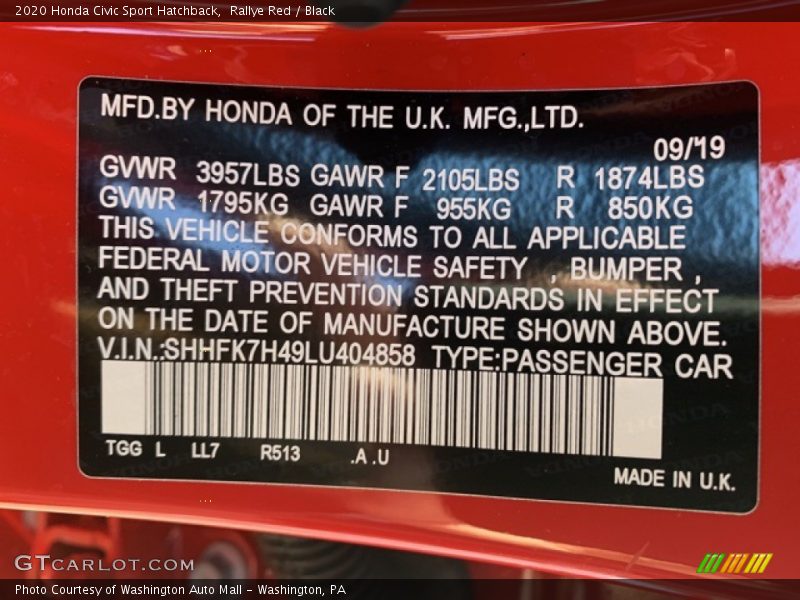 2020 Honda Civic Sport Hatchback,  Rallye Red / Black
MFD.BY HONDA OF THE U.K. MFG.,LTD.
09/'19
GVWR 3957LBS GAWR F 2105LBS R 1874LBS
GVWR 1795KG GAWR F 955KG R 850KG
THIS VEHICLE CONFORMS TO ALL APPLICABLE
FEDERAL MOTOR VEHICLE SAFETY , BUMPER ,
AND THEFT PREVENTION STANDARDS IN EFFECT
ON THE DATE OF MANUFACTURE SHOWN ABOVE.
V.I.N.:SHHFK7H49LU404858 TYPE:PASSENGER CAR
TGG L LL7 R513 .A .U
MADE IN U.K.
GTCARLOT.COM
Photo Courtesy of Washington Auto Mall - Washington, PA